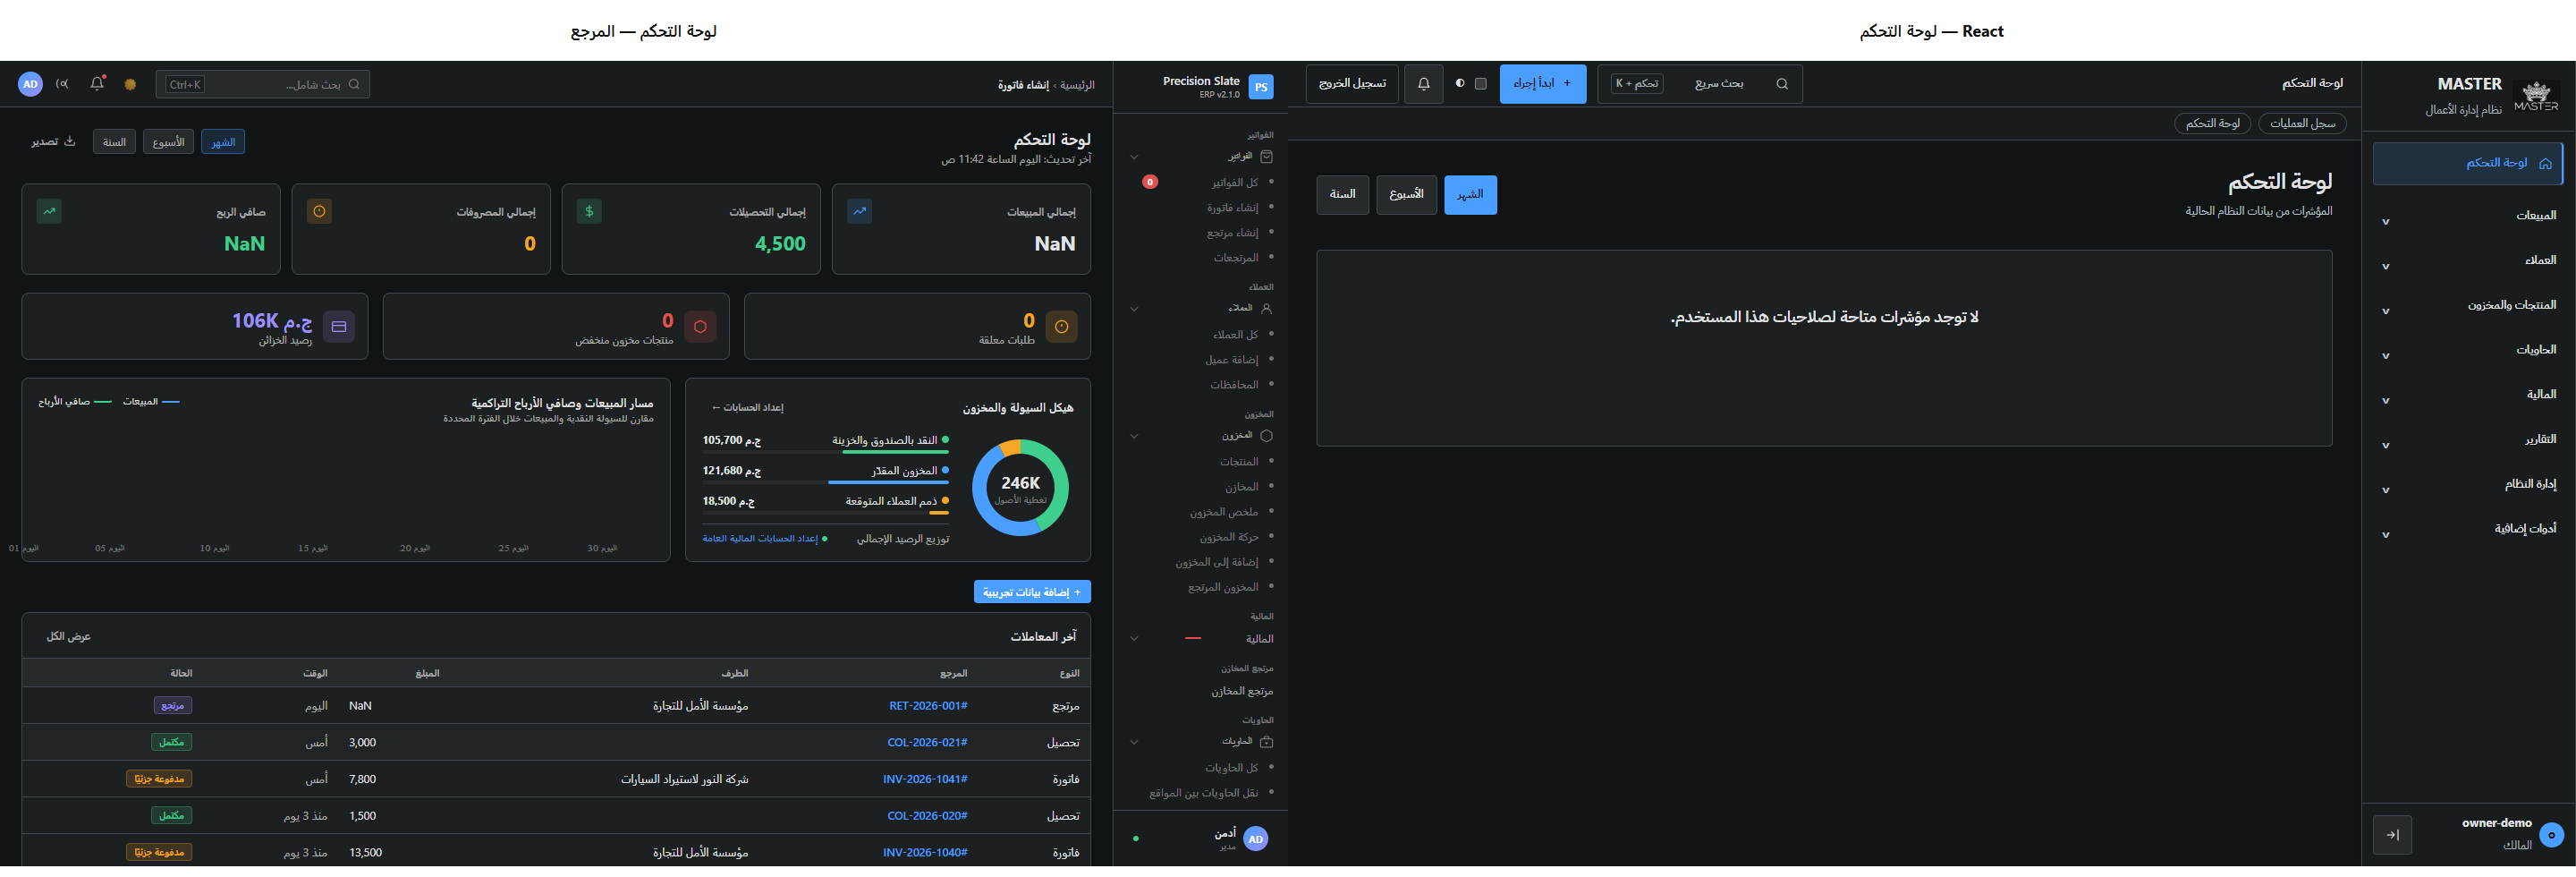 React — لوحة التحكم
لوحة التحكم — المرجع
MASTER
نظام إدارة الأعمال
MASTER
لوحة التحكم
المبيعات
العملاء
المنتجات والمخزون
الحاويات
المالية
التقارير
إدارة النظام
أدوات إضافية
owner-demo
المالك
o
لوحة التحكم
بحث سريع
تحكم + K
+ ابدأ إجراء
تسجيل الخروج
سجل العمليات
لوحة التحكم
لوحة التحكم
المؤشرات من بيانات النظام الحالية
الشهر
الأسبوع
السنة
لا توجد مؤشرات متاحة لصلاحيات هذا المستخدم.
PS
Precision Slate
ERP v2.1.0
الفواتير
الفواتير
كل الفواتير
0
إنشاء فاتورة
إنشاء مرتجع
المرتجعات
العملاء
العملاء
كل العملاء
إضافة عميل
المحافظات
المخزون
المخزون
المنتجات
المخازن
ملخص المخزون
حركة المخزون
إضافة إلى المخزون
المخزون المرتجع
المالية
المالية
مرتجع المخازن
مرتجع المخازن
الحاويات
الحاويات
كل الحاويات
نقل الحاويات بين المواقع
AD
أدمن
مدير
الرئيسية › إنشاء فاتورة
بحث شامل...
Ctrl+K
AD
لوحة التحكم
آخر تحديث: اليوم الساعة 11:42 ص
الشهر
الأسبوع
السنة
تصدير
إجمالي المبيعات
NaN
إجمالي التحصيلات
4,500
إجمالي المصروفات
0
صافي الربح
NaN
0
طلبات معلقة
0
منتجات مخزون منخفض
ج.م 106K
رصيد الخزائن
هيكل السيولة والمخزون
إعداد الحسابات ←
246K
تغطية الأصول
النقد بالصندوق والخزينة
ج.م 105,700
المخزون المقدّر
ج.م 121,680
ذمم العملاء المتوقعة
ج.م 18,500
توزيع الرصيد الإجمالي
إعداد الحسابات المالية العامة
مسار المبيعات وصافي الأرباح التراكمية
مقارن للسيولة النقدية والمبيعات خلال الفترة المحددة
المبيعات
صافي الأرباح
اليوم 30
اليوم 25
اليوم 20
اليوم 15
اليوم 10
اليوم 05
اليوم 01
+ إضافة بيانات تجريبية
آخر المعاملات
عرض الكل
النوع المرجع الطرف المبلغ الوقت الحالة
مرتجع RET-2026-001# مؤسسة الأمل للتجارة NaN اليوم مرتجع
تحصيل COL-2026-021# 3,000 أمس مكتمل
فاتورة INV-2026-1041# شركة النور لاستيراد السيارات 7,800 أمس مدفوعة جزئيًا
تحصيل COL-2026-020# 1,500 منذ 3 يوم مكتمل
فاتورة INV-2026-1040# مؤسسة الأمل للتجارة 13,500 منذ 3 يوم مدفوعة جزئيًا